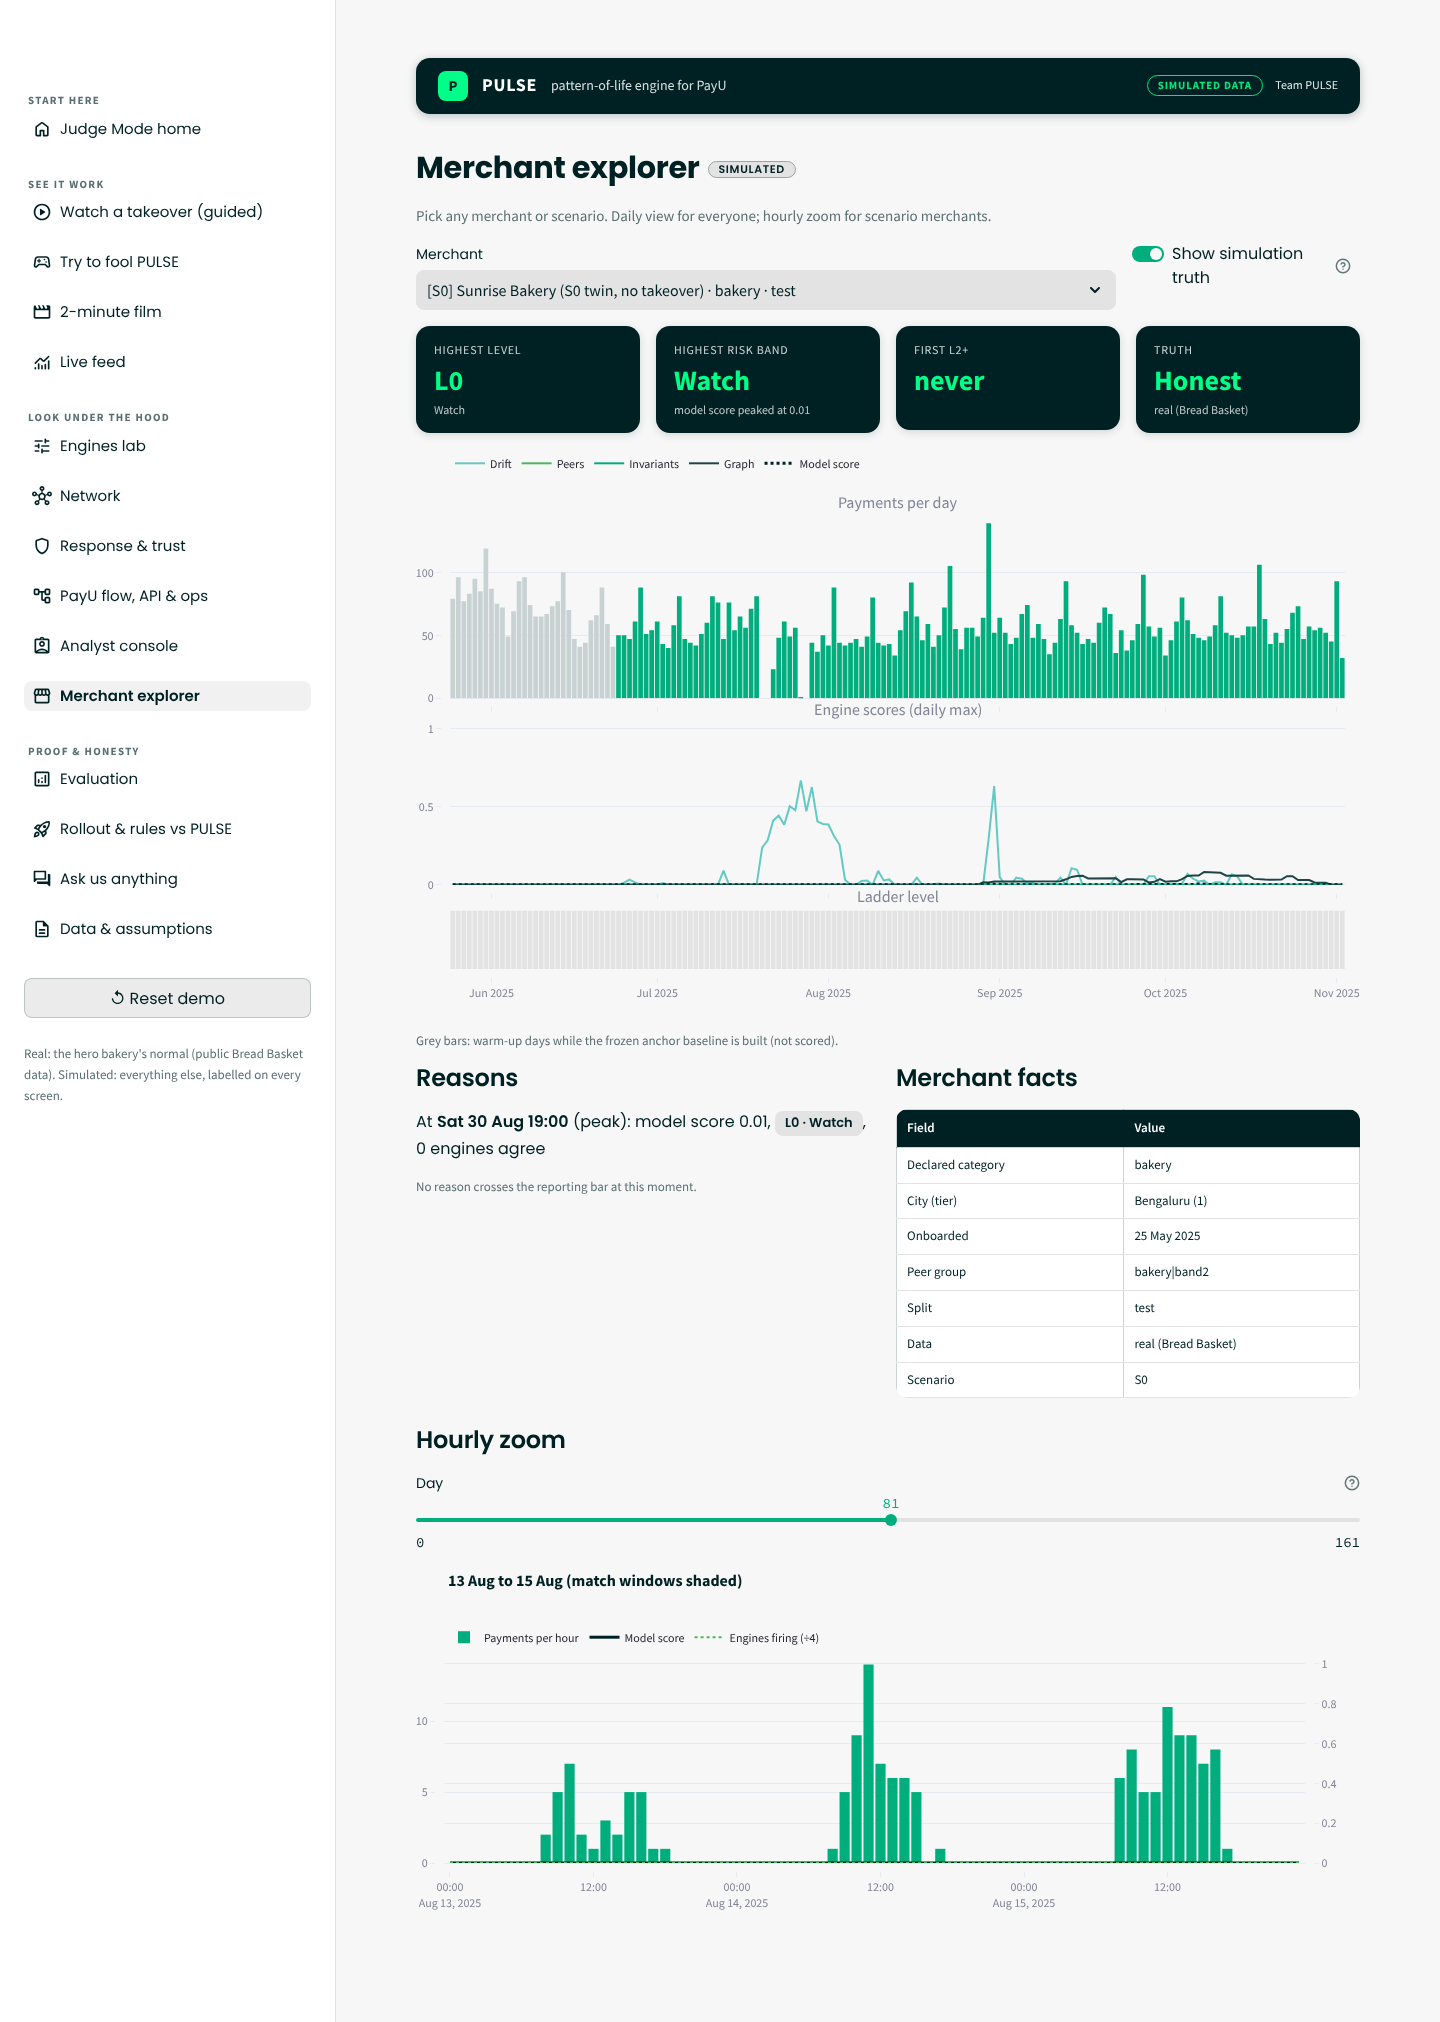 START HERE
Judge Mode home
SEE IT WORK
Watch a takeover (guided)
Try to fool PULSE
2-minute film
Live feed
LOOK UNDER THE HOOD
Engines lab
Network
Response & trust
PayU flow, API & ops
Analyst console
Merchant explorer
PROOF & HONESTY
Evaluation
Rollout & rules vs PULSE
Ask us anything
Data & assumptions
Reset demo
Real: the hero bakery's normal (public Bread Basket
data). Simulated: everything else, labelled on every
screen.
P PULSE pattern-of-life engine for PayU SIMULATED DATA Team PULSE
Merchant explorer SIMULATED
Pick any merchant or scenario. Daily view for everyone; hourly zoom for scenario merchants.
Merchant
[S0] Sunrise Bakery (S0 twin, no takeover) · bakery · test
Show simulation
truth
HIGHEST LEVEL
L0
Watch
HIGHEST RISK BAND
Watch
model score peaked at 0.01
FIRST L2+
never
TRUTH
Honest
real (Bread Basket)
Drift Peers Invariants Graph Model score
Payments per day
100
50
0
Engine scores (daily max)
1
0.5
0
Ladder level
Jun 2025 Jul 2025 Aug 2025 Sep 2025 Oct 2025 Nov 2025
Grey bars: warm-up days while the frozen anchor baseline is built (not scored).
Reasons
At Sat 30 Aug 19:00 (peak): model score 0.01, L0 · Watch ,
0 engines agree
No reason crosses the reporting bar at this moment.
Merchant facts
Field Value
Declared category bakery
City (tier) Bengaluru (1)
Onboarded 25 May 2025
Peer group bakery|band2
Split test
Data real (Bread Basket)
Scenario S0
Hourly zoom
Day
81
0 161
13 Aug to 15 Aug (match windows shaded)
Payments per hour Model score Engines firing (÷4)
1
0.8
10
0.6
0.4
5
0.2
0 0
00:00 12:00 00:00 12:00 00:00 12:00
Aug 13, 2025 Aug 14, 2025 Aug 15, 2025